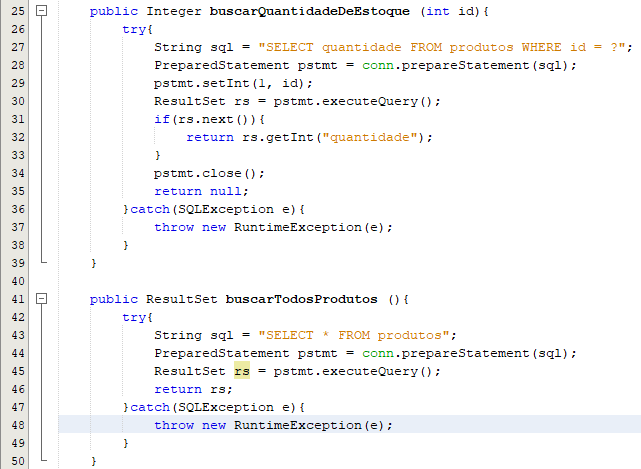 25 public Integer buscarQuantidadeDeEstoque (int id){
26 try{
27 String sql = "SELECT quantidade FROM produtos WHERE id = ?";
28 PreparedStatement pstmt = conn.prepareStatement(sql);
29 pstmt.setInt(1, id);
30 ResultSet rs = pstmt.executeQuery();
31 if(rs.next()){
32 return rs.getInt("quantidade");
33 }
34 pstmt.close();
35 return null;
36 }catch(SQLException e){
37 throw new RuntimeException(e);
38 }
39 }
40
41 public ResultSet buscarTodosProdutos (){
42 try{
43 String sql = "SELECT * FROM produtos";
44 PreparedStatement pstmt = conn.prepareStatement(sql);
45 ResultSet rs = pstmt.executeQuery();
46 return rs;
47 }catch(SQLException e){
48 throw new RuntimeException(e);
49 }
50 }